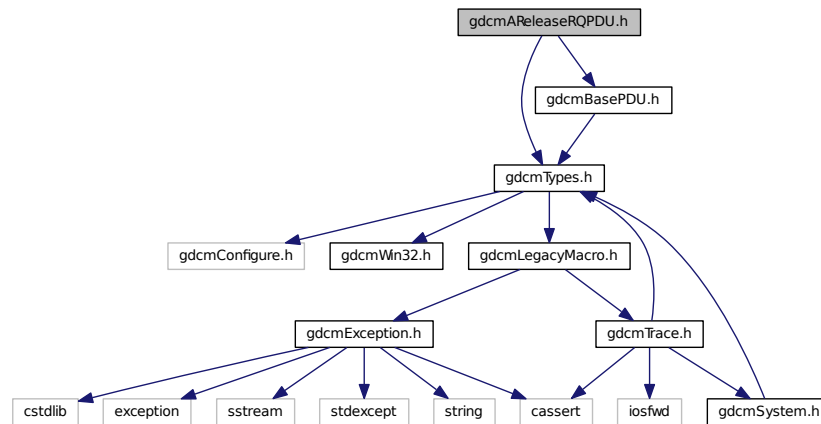 gdcmAReleaseRQPDU.h
gdcmBasePDU.h
gdcmTypes.h
gdcmConfigure.h
gdcmWin32.h
gdcmLegacyMacro.h
gdcmException.h
gdcmTrace.h
cstdlib
exception
sstream
stdexcept
string
cassert
iosfwd
gdcmSystem.h